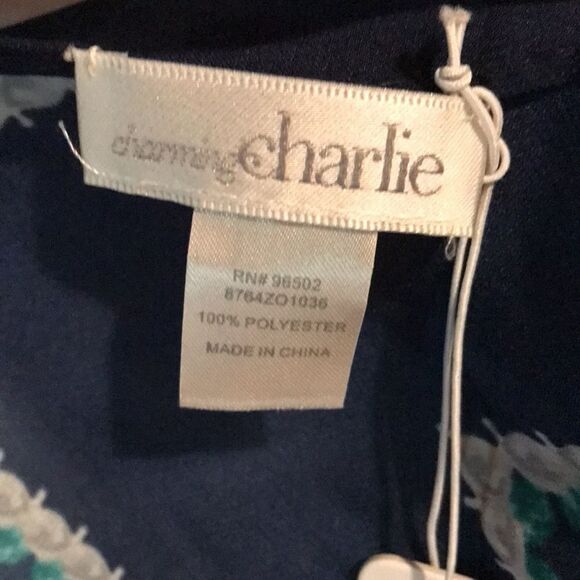 charming charlie
RN# 96502
8764ZO1036
100% POLYESTER
MADE IN CHINA